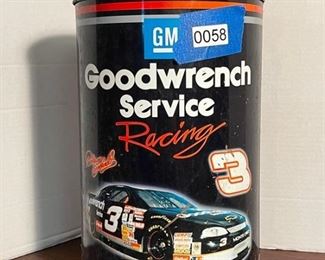 GM 0058
Goodwrench
Service
Racing
3
3